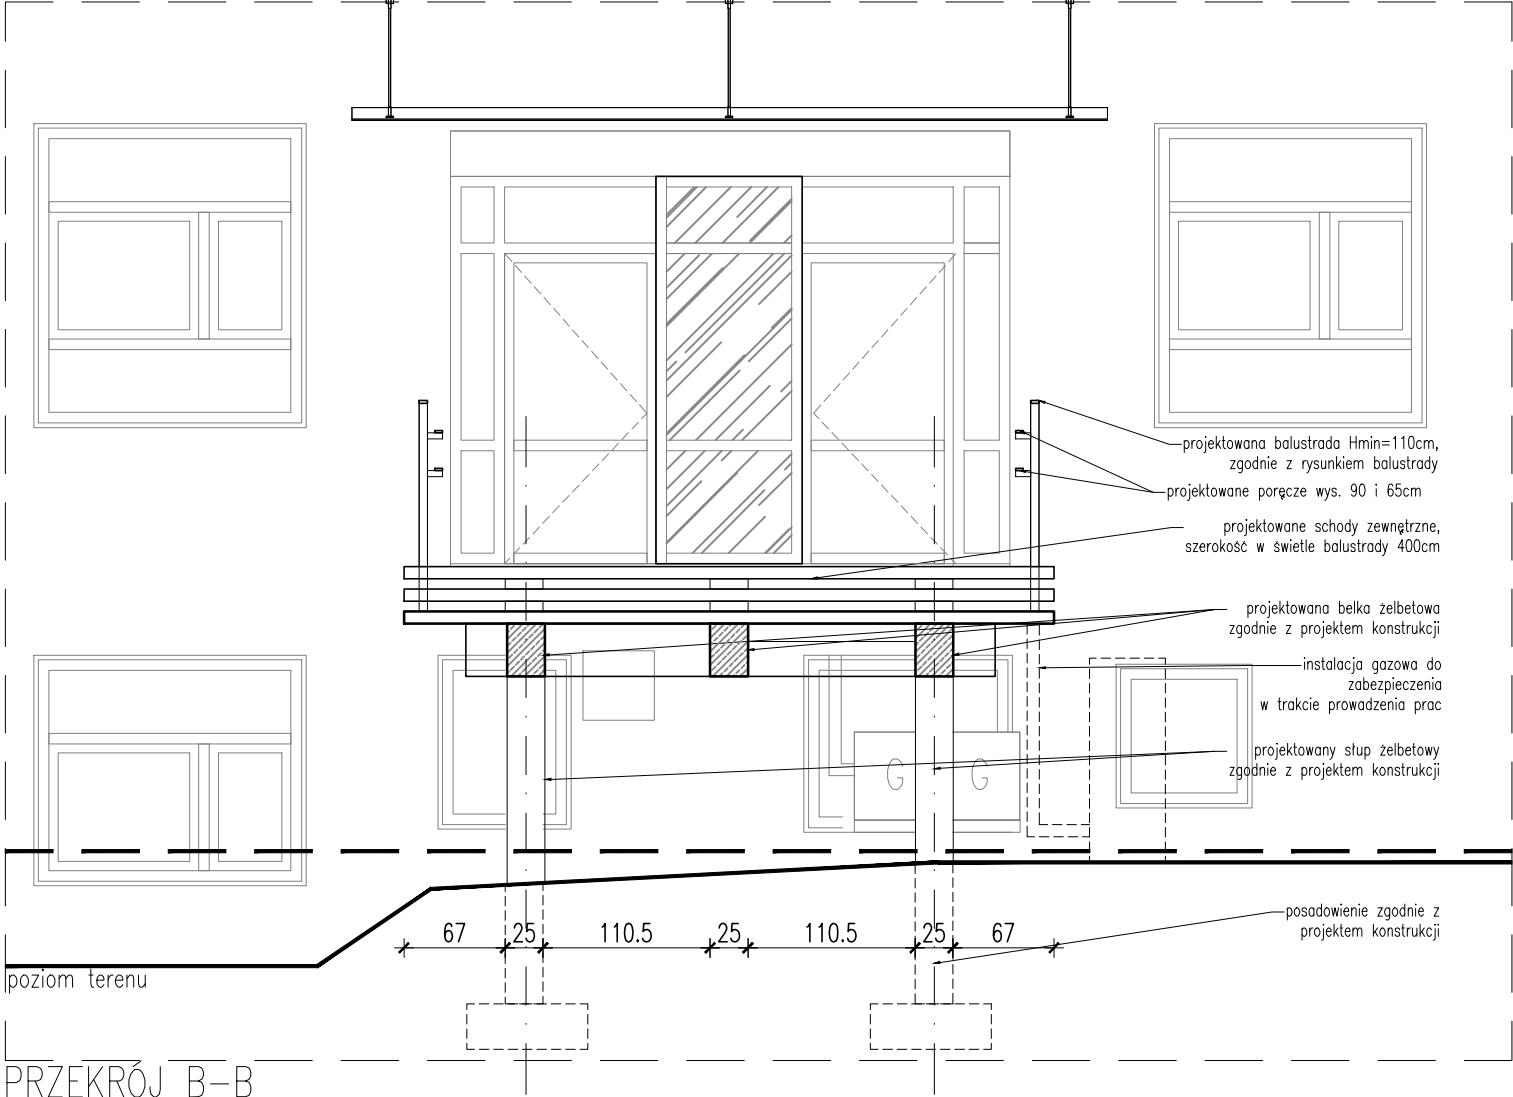 projektowana balustrada Hmin=110cm,
zgodnie z rysunkiem balustrady
projektowane poręcze wys. 90 i 65cm
projektowane schody zewnętrzne,
szerokość w świetle balustrady 400cm
projektowana belka żelbetowa
zgodnie z projektem konstrukcji
instalacja gazowa do
zabezpieczenia
w trakcie prowadzenia prac
projektowany słup żelbetowy
zgodnie z projektem konstrukcji
G G
posadowienie zgodnie z
projektem konstrukcji
67 25 110.5 25 110.5 25 67
poziom terenu
PRZEKRÓJ B-B